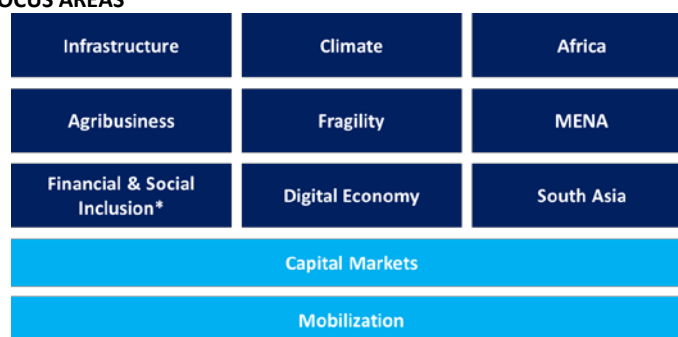 OCUS AREAS
Infrastructure
Climate
Africa
Agribusiness
Fragility
MENA
Financial & Social
Inclusion*
Digital Economy
South Asia
Capital Markets
Mobilization